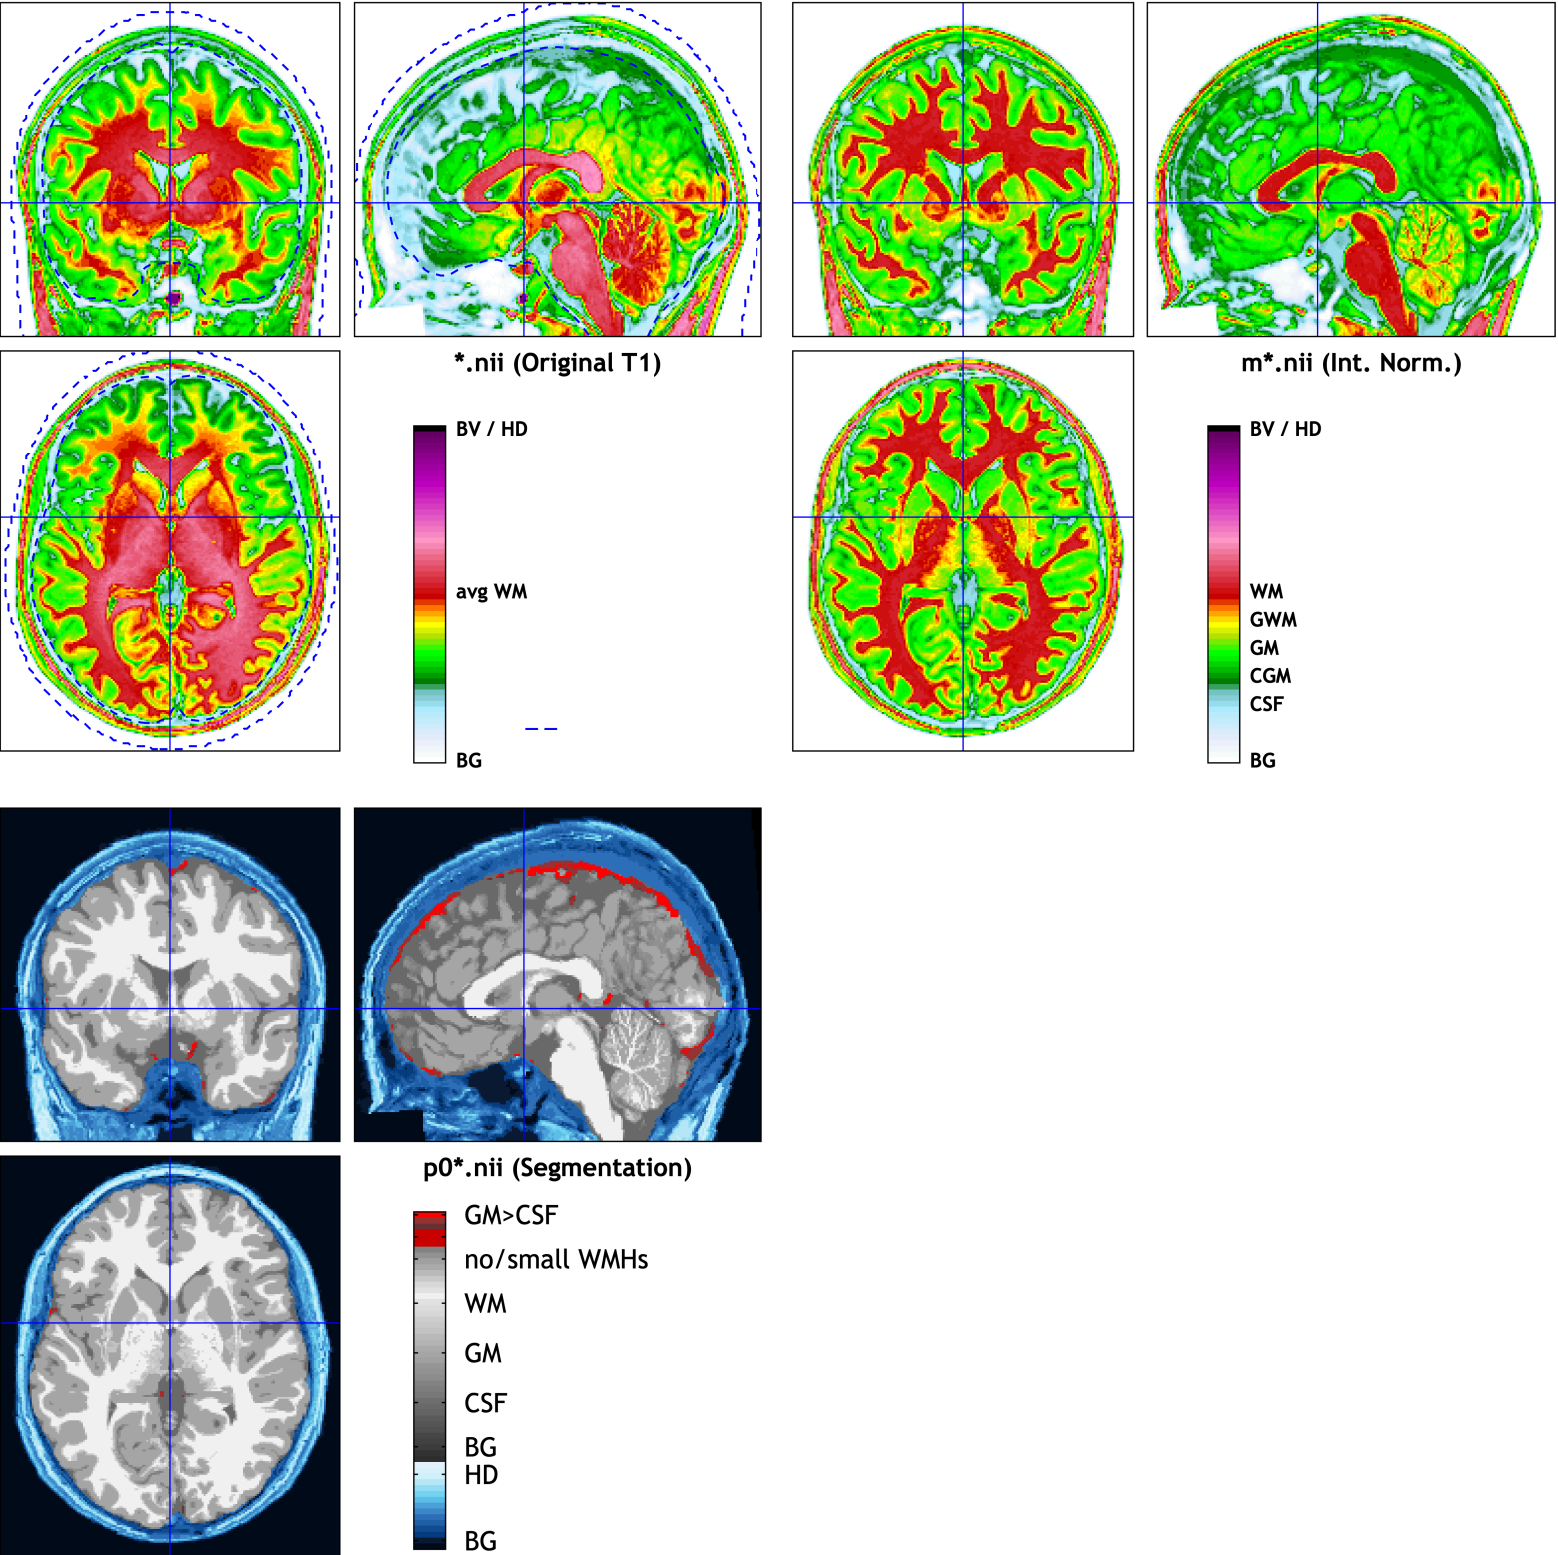 *.nii (Original T1)
BV / HD
avg WM
BG
m*.nii (Int. Norm.)
BV / HD
WM
GWM
GM
CGM
CSF
BG
p0*.nii (Segmentation)
GM>CSF
no/small WMHs
WM
GM
CSF
BG
HD
BG